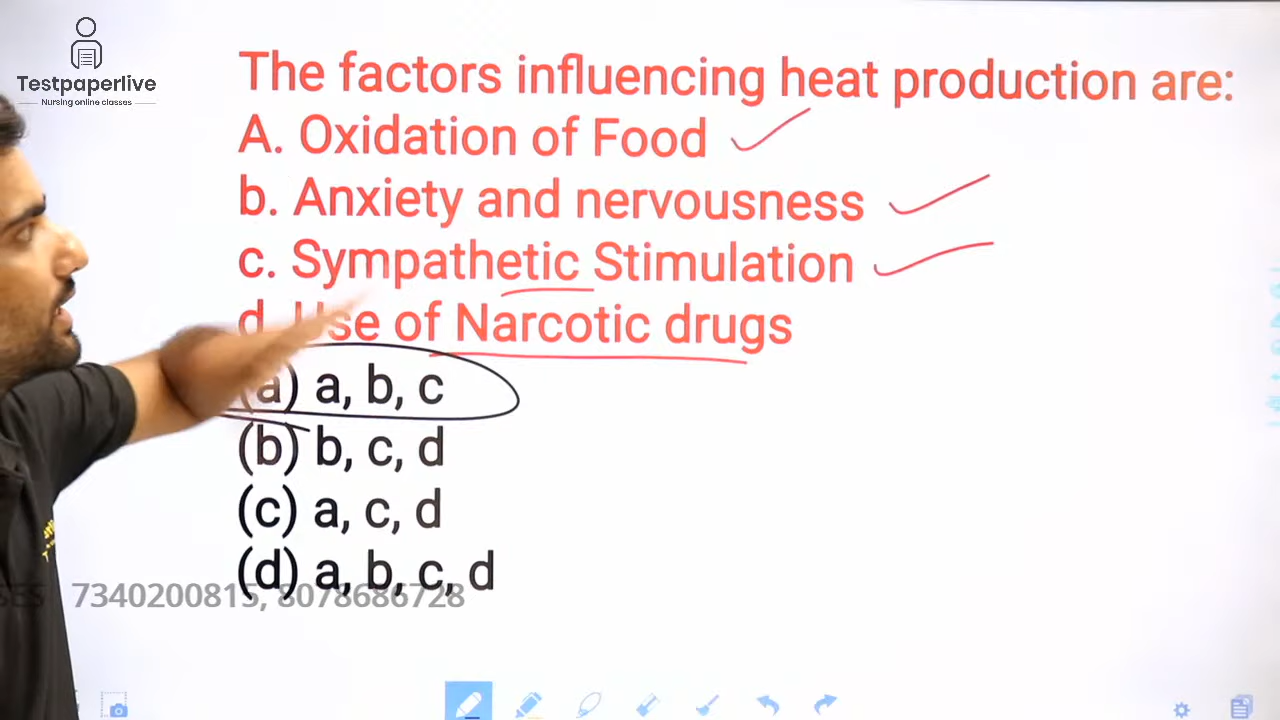 Testpaperlive
Nursing online classes
The factors influencing heat production are:
A. Oxidation of Food
b. Anxiety and nervousness
c. Sympathetic Stimulation
d. Use of Narcotic drugs
(a) a, b, c
(b) b, c, d
(c) a, c, d
(d) a, b, c, d
7340200815, 8078686728